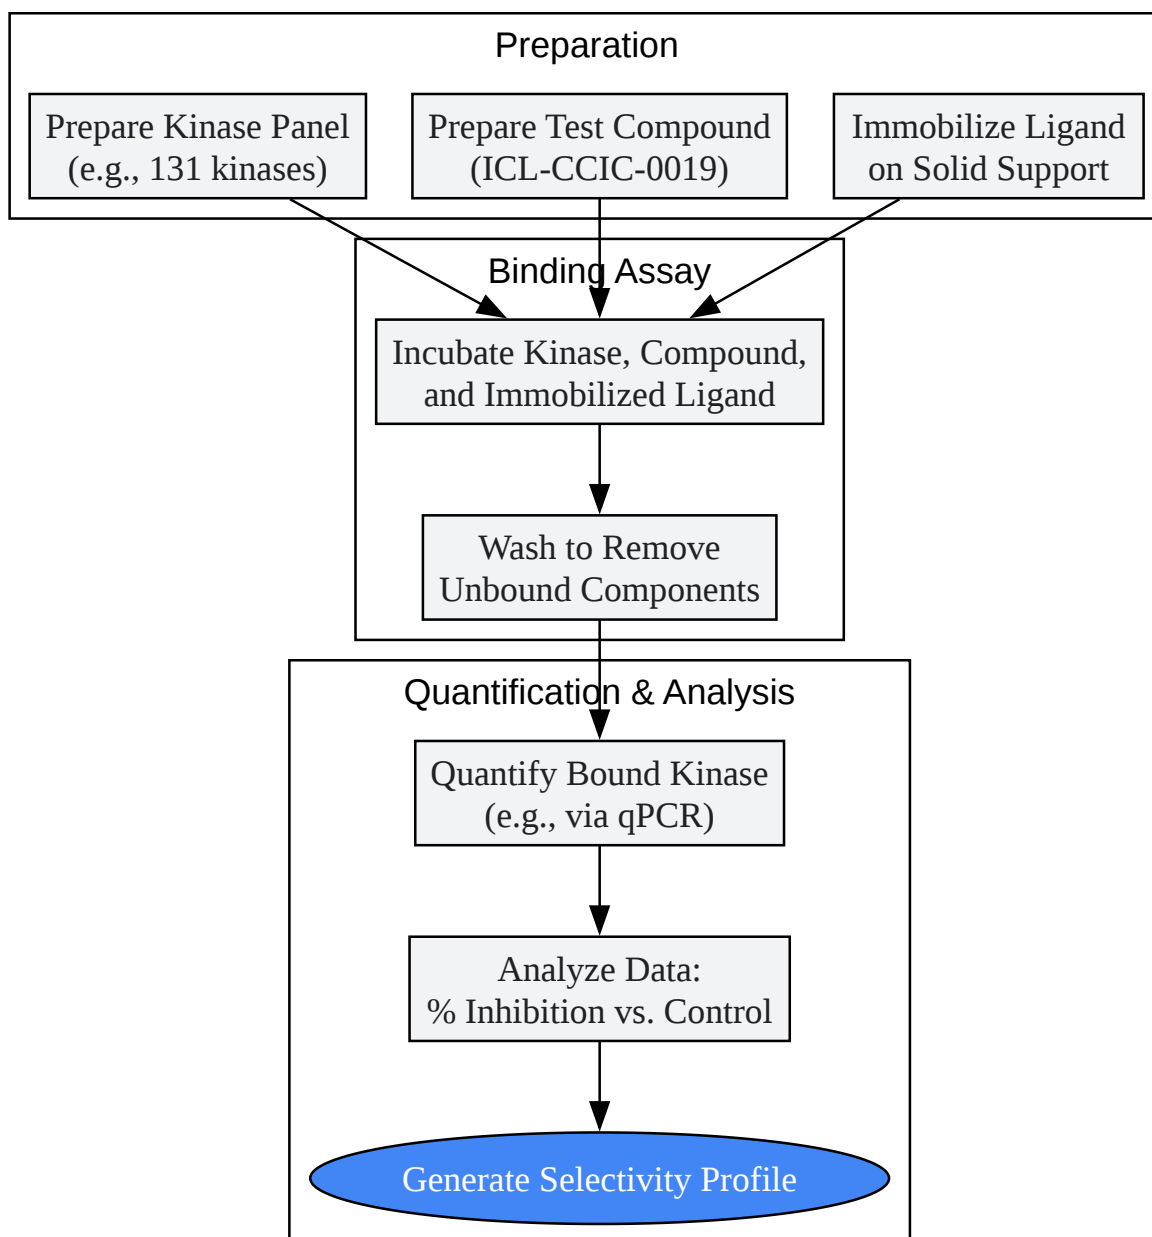 Preparation
Prepare Kinase Panel
(e.g., 131 kinases)
Prepare Test Compound
(ICL-CCIC-0019)
Immobilize Ligand
on Solid Support
Binding Assay
Incubate Kinase, Compound,
and Immobilized Ligand
Wash to Remove
Unbound Components
Quantification & Analysis
Quantify Bound Kinase
(e.g., via qPCR)
Analyze Data:
% Inhibition vs. Control
Generate Selectivity Profile